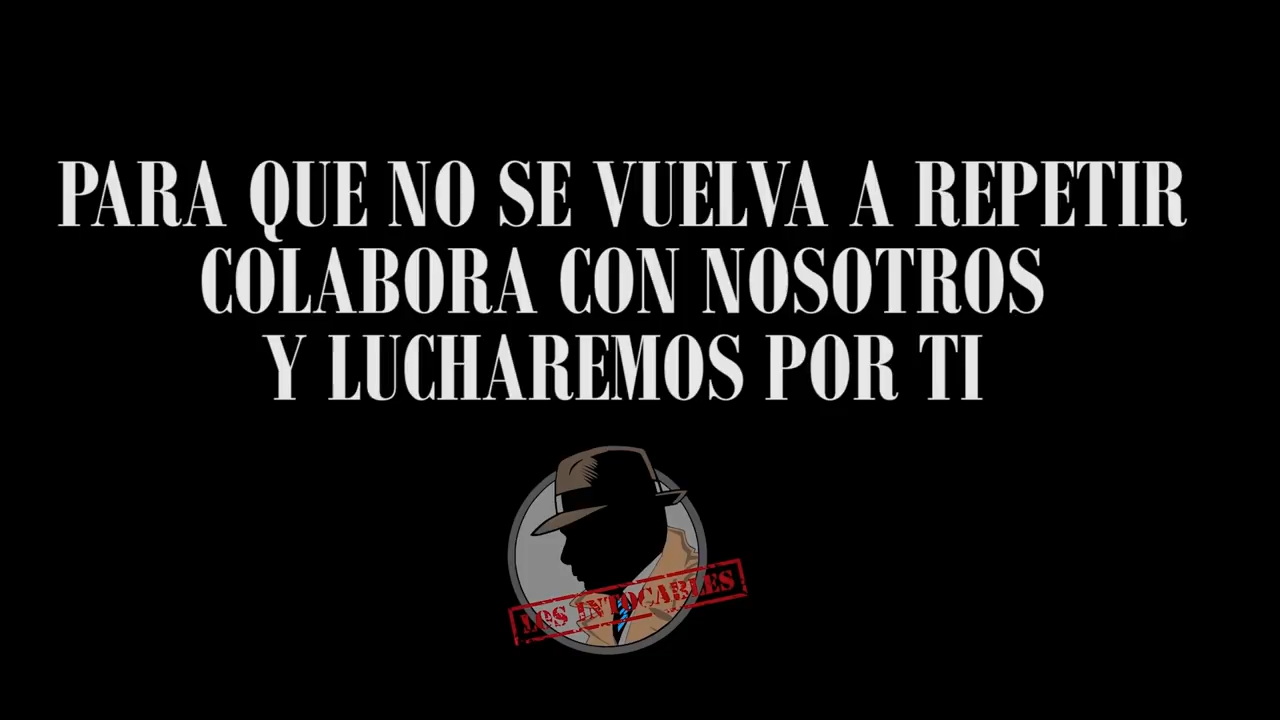 PARA QUE NO SE VUELVA A REPETIR
COLABORA CON NOSOTROS
Y LUCHAREMOS POR TI
LOS INTOCABLES